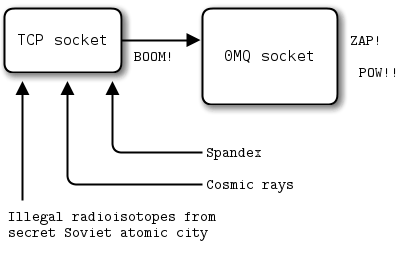 TCP socket
BOOM!
0MQ socket
ZAP!
POW!!
Spandex
Cosmic rays
Illegal radioisotopes from
secret Soviet atomic city